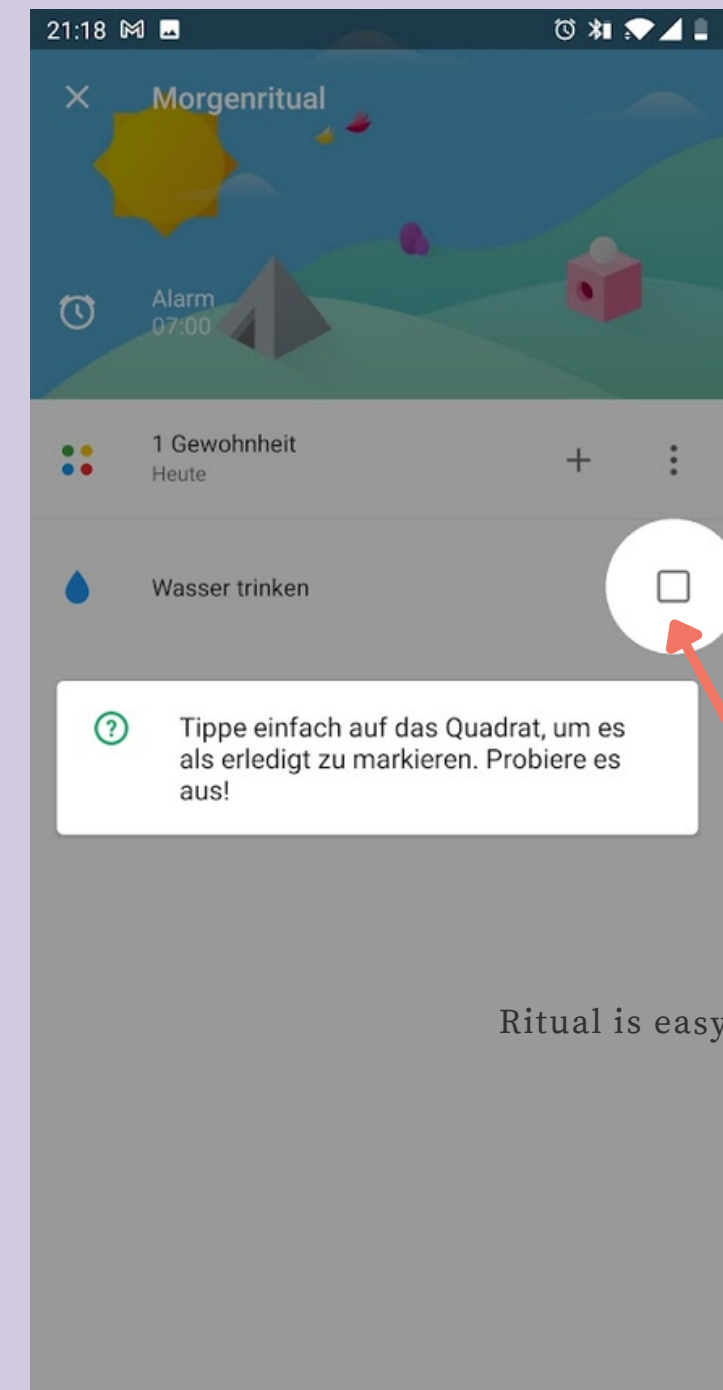 21:18
Morgenritual
Alarm
07:00
1 Gewohnheit
Heute
Wasser trinken
Tippe einfach auf das Quadrat, um es
als erledigt zu markieren. Probiere es
aus!
Ritual is easy